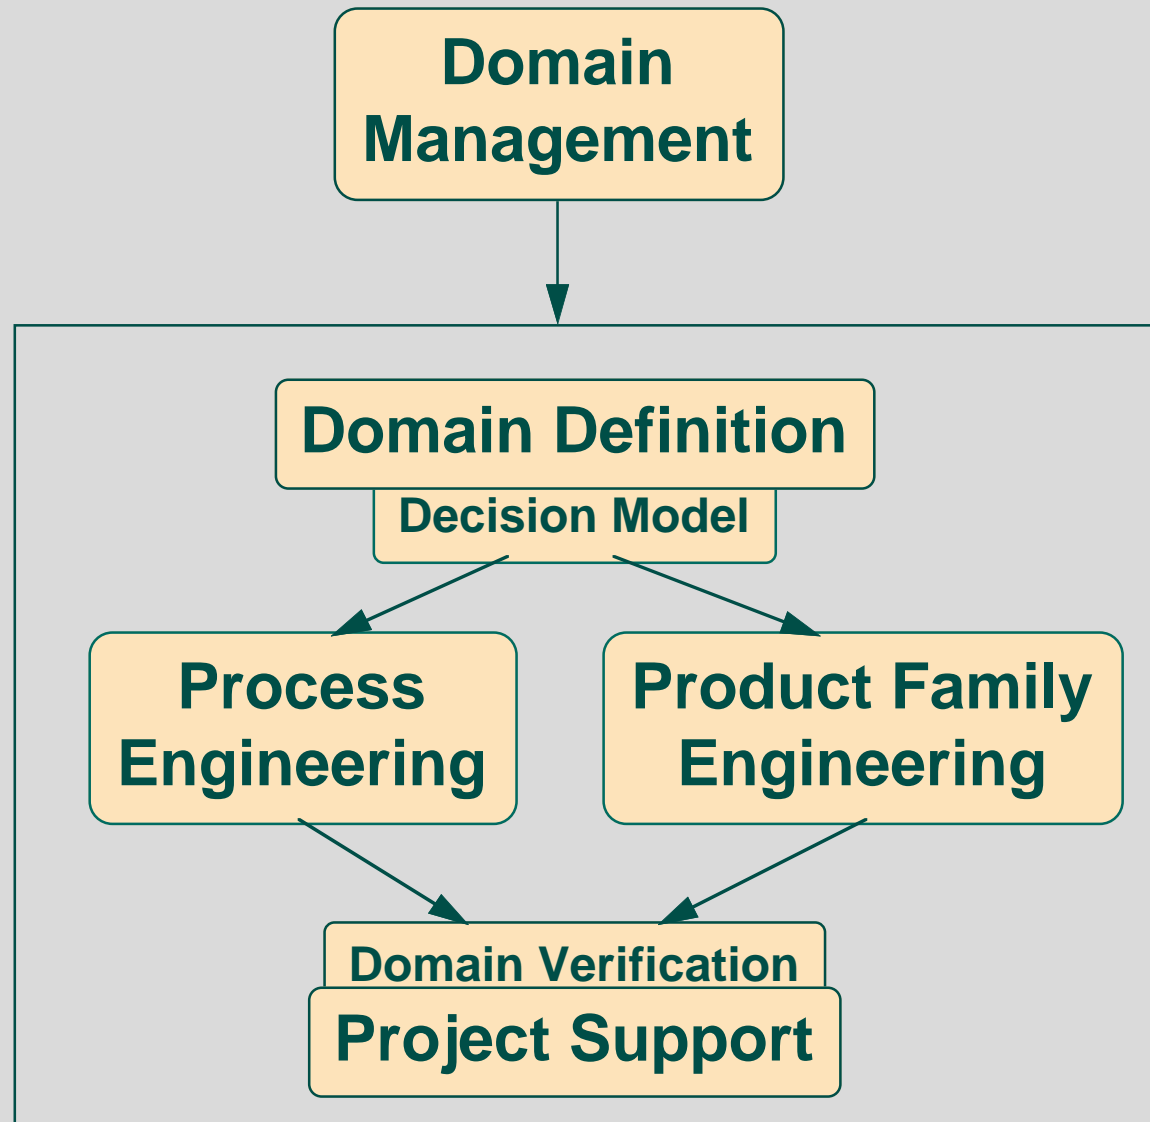 Domain
Management
Domain Definition
Decision Model
Process
Engineering
Product Family
Engineering
Domain Verification
Project Support